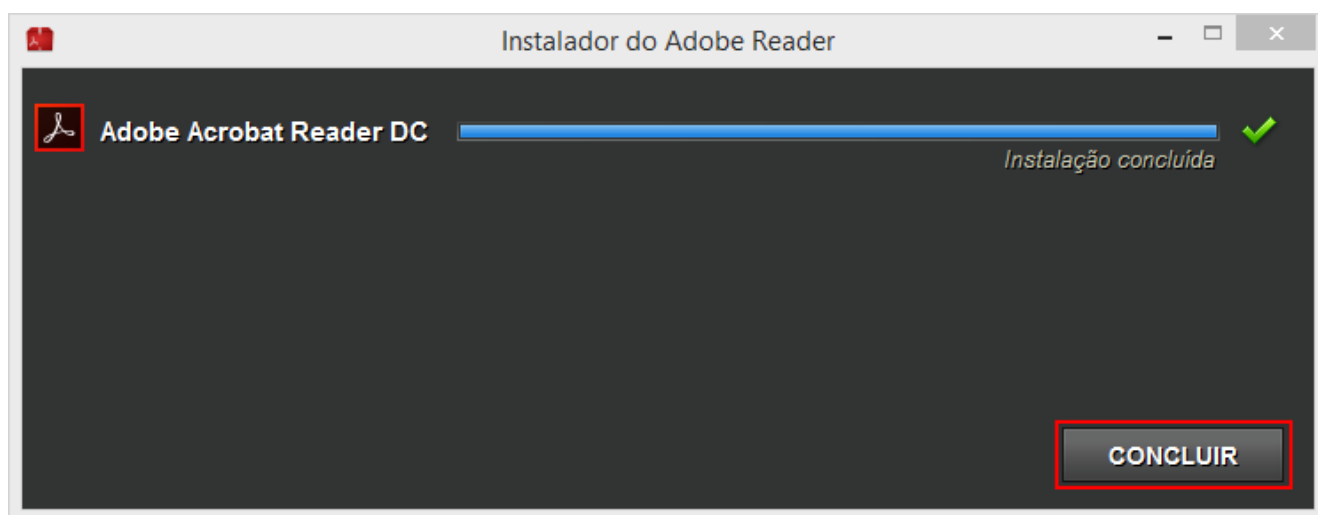 Instalador do Adobe Reader
Adobe Acrobat Reader DC
Instalação concluída
CONCLUIR